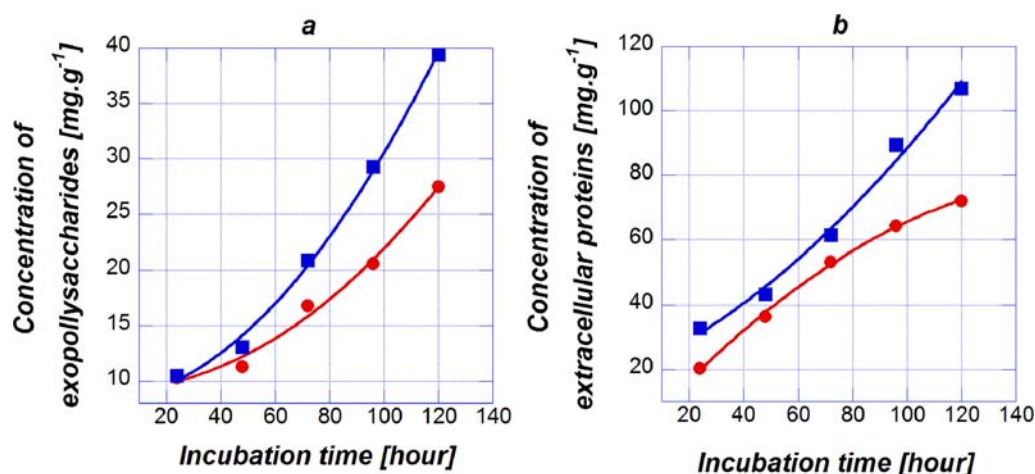 a
Concentration of
exopollysaccharides [mg.g-1]
40
35
30
25
20
15
10
20 40 60 80 100 120 140
Incubation time [hour]
b
Concentration of
extracellular proteins [mg.g-1]
120
100
80
60
40
20
20 40 60 80 100 120 140
Incubation time [hour]